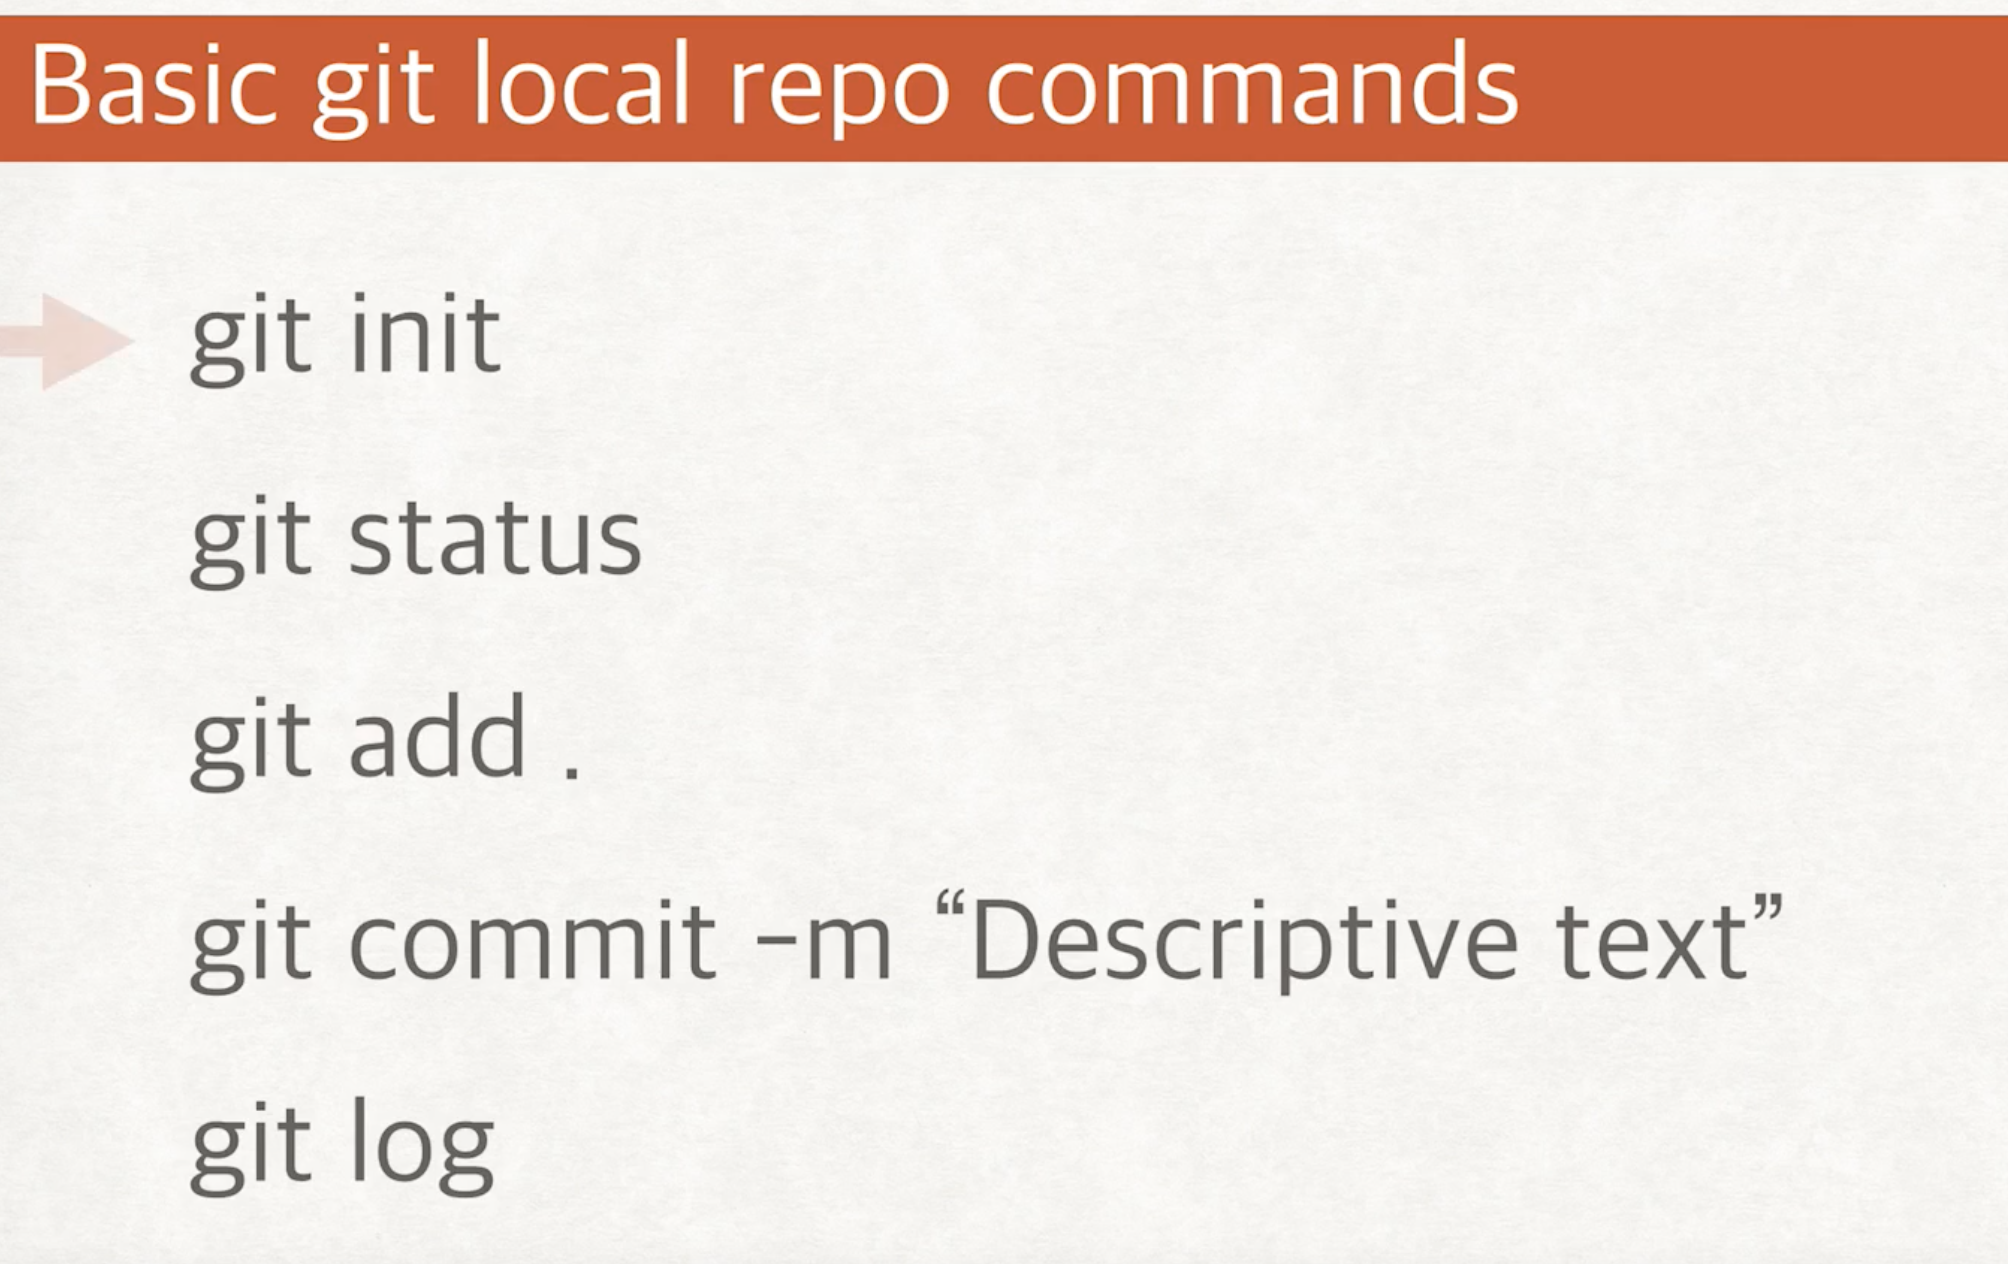 Basic git local repo commands
git init
git status
git add .
git commit -m “Descriptive text”
git log